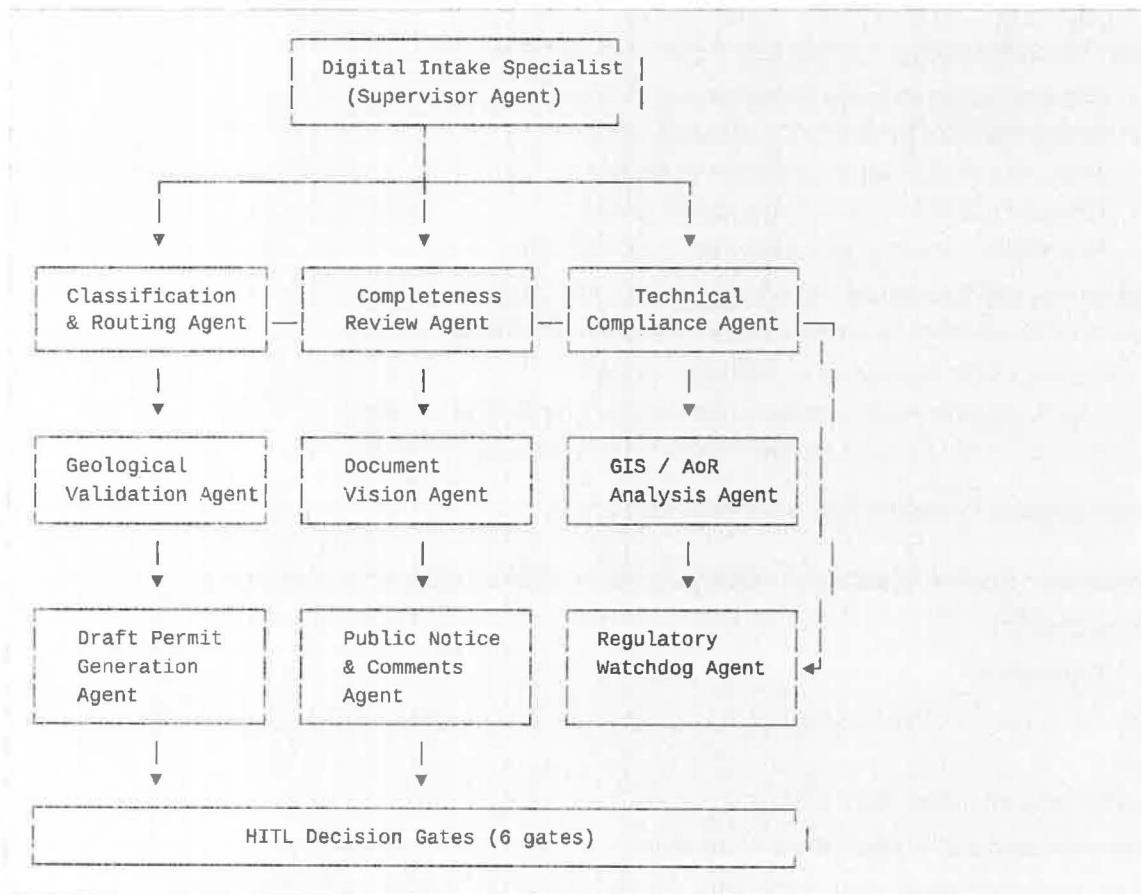 Digital Intake Specialist
(Supervisor Agent)
Classification
& Routing Agent
Completeness
Review Agent
Technical
Compliance Agent
Geological
Validation Agent
Document
Vision Agent
GIS / AoR
Analysis Agent
Draft Permit
Generation
Agent
Public Notice
& Comments
Agent
Regulatory
Watchdog Agent
HITL Decision Gates (6 gates)